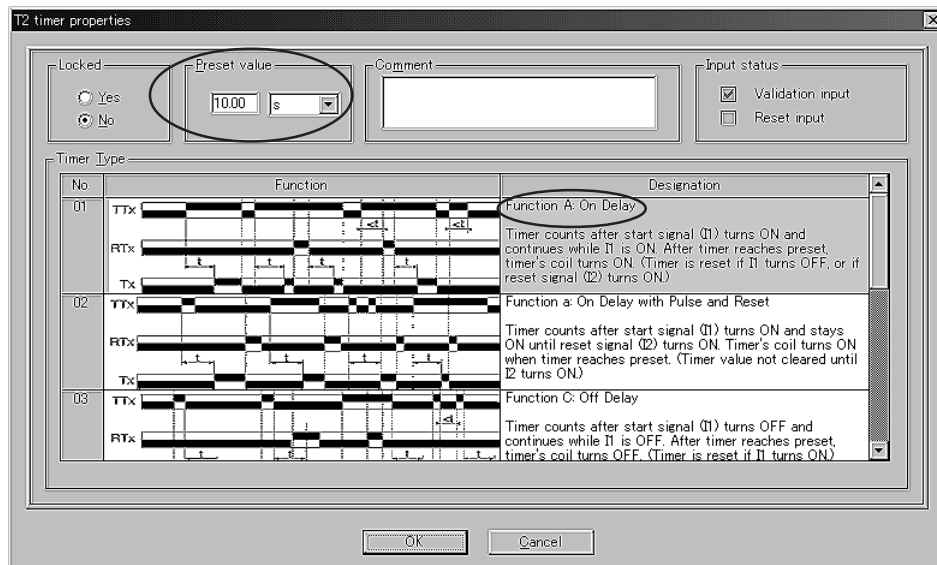 T2 timer properties
Locked
Yes
No
Preset value
10.00 s
Comment
Input status
Validation input
Reset input
Timer Type
No. Function Designation
01
TTx
<t <t
RTx
t t t
Tx
Function A: On Delay
Timer counts after start signal (I1) turns ON and
continues while I1 is ON. After timer reaches preset,
timer's coil turns ON. (Timer is reset if I1 turns OFF, or if
reset signal (I2) turns ON.)
02
TTx
RTx
t t t t
Tx
Function a: On Delay with Pulse and Reset
Timer counts after start signal (I1) turns ON and stays
ON until reset signal (I2) turns ON. Timer's coil turns ON
when timer reaches preset. (Timer value not cleared until
I2 turns ON.)
03
TTx
<t
RTx
t t t t
Function C: Off Delay
Timer counts after start signal (I1) turns OFF and
continues while I1 is OFF. After timer reaches preset,
timer's coil turns OFF. (Timer is reset if I1 turns ON.)
OK Cancel